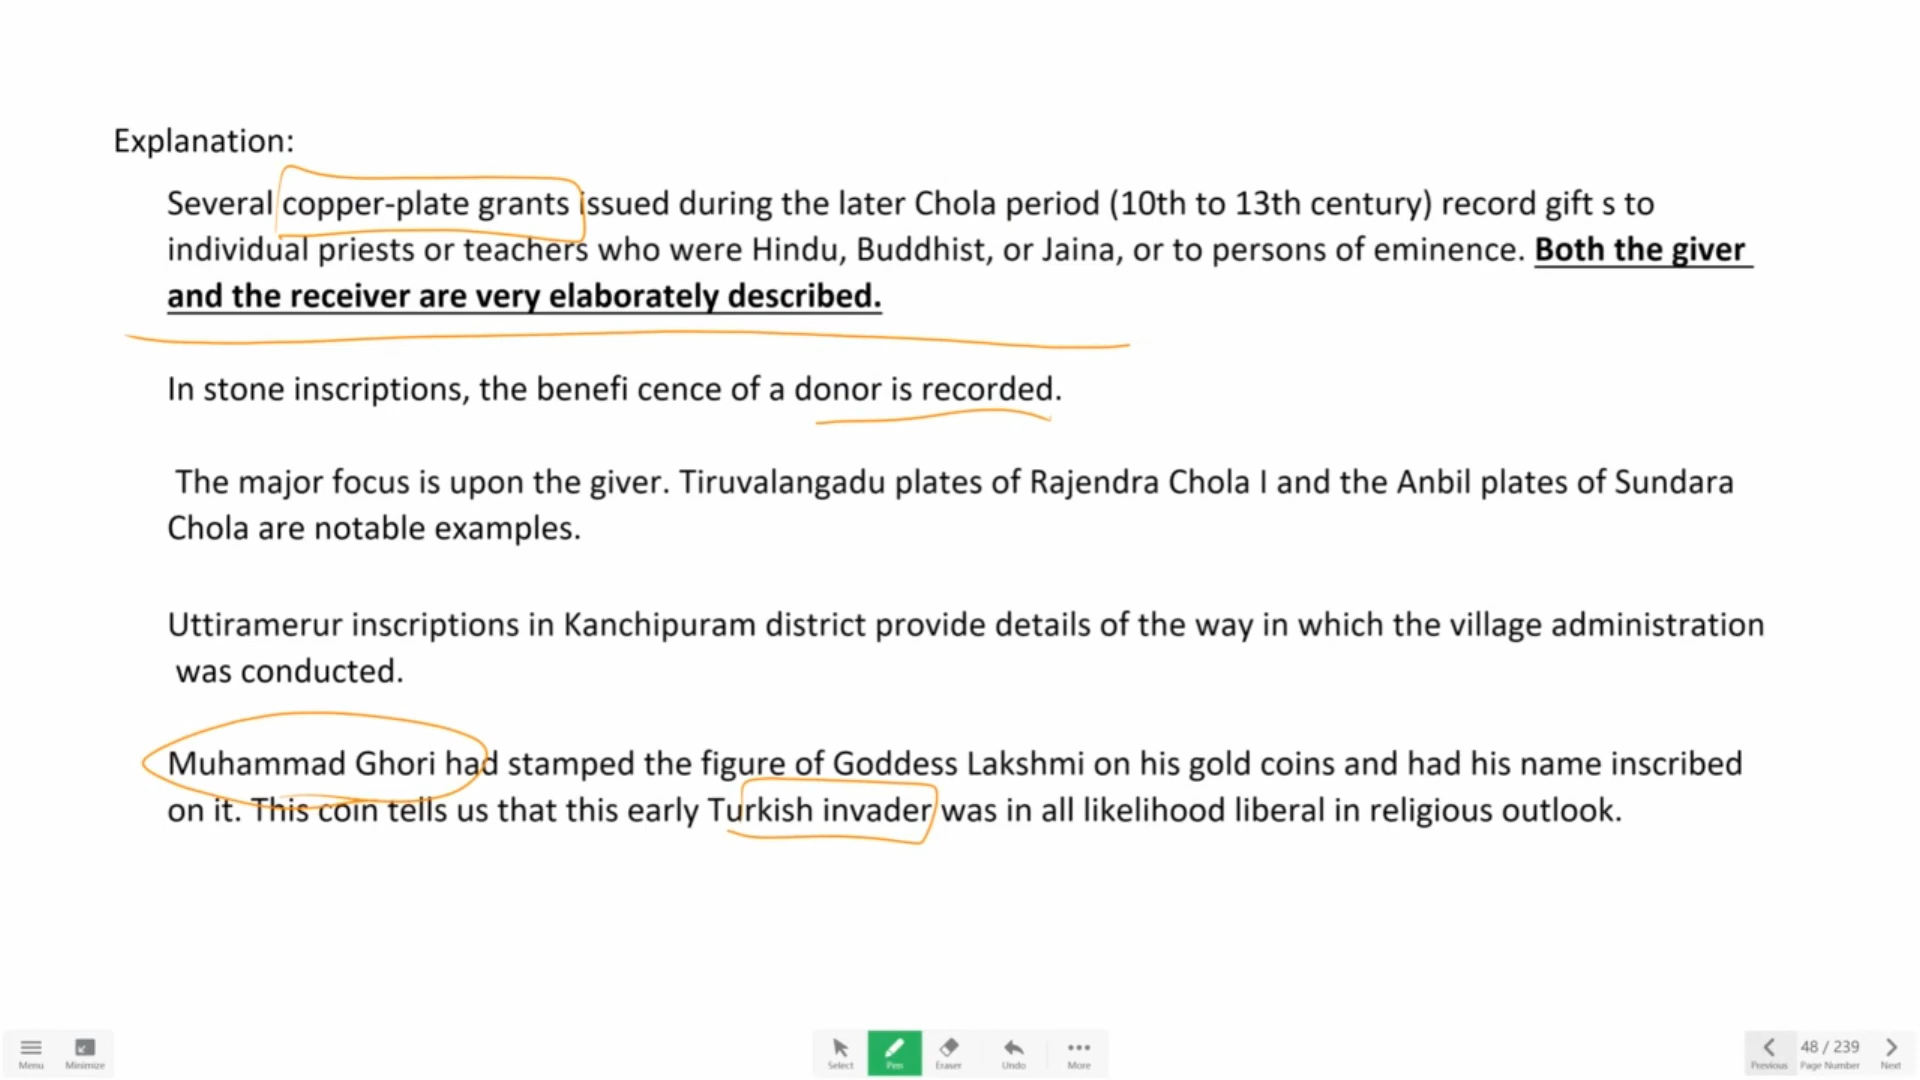 Explanation:
Several copper-plate grants issued during the later Chola period (10th to 13th century) record gift s to
individual priests or teachers who were Hindu, Buddhist, or Jaina, or to persons of eminence. Both the giver
and the receiver are very elaborately described.
In stone inscriptions, the benefi cence of a donor is recorded.
The major focus is upon the giver. Tiruvalangadu plates of Rajendra Chola I and the Anbil plates of Sundara
Chola are notable examples.
Uttiramerur inscriptions in Kanchipuram district provide details of the way in which the village administration
was conducted.
Muhammad Ghori had stamped the figure of Goddess Lakshmi on his gold coins and had his name inscribed
on it. This coin tells us that this early Turkish invader was in all likelihood liberal in religious outlook.
Menu Minimize Select Pen Eraser Undo More Previous 48 / 239 Page Number Next